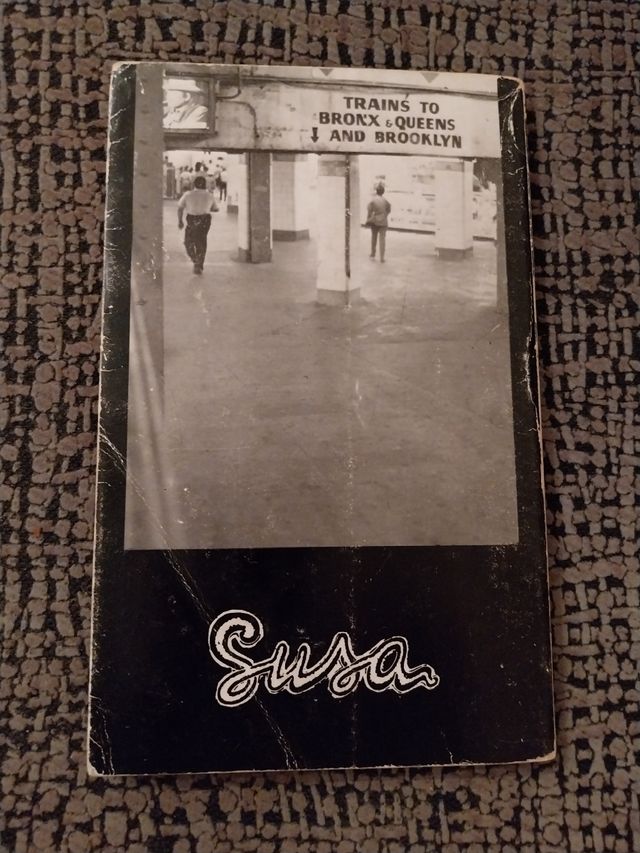 TRAINS TO
BRONX & QUEENS
↓ AND BROOKLYN
Susa